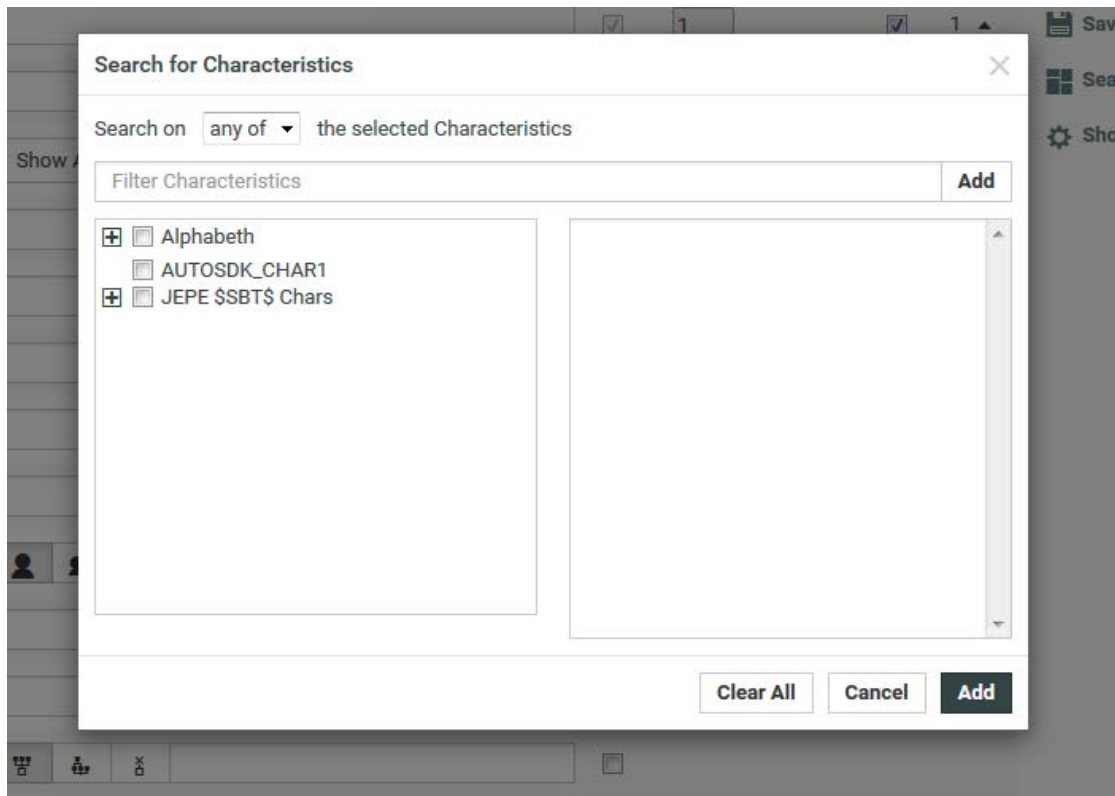 1 1
Sav
Search for Characteristics
Sea
Search on any of the selected Characteristics
Sho
Show A
Filter Characteristics Add
Alphabeth
AUTOSDK_CHAR1
JEPE $SBT$ Chars
Clear All Cancel Add